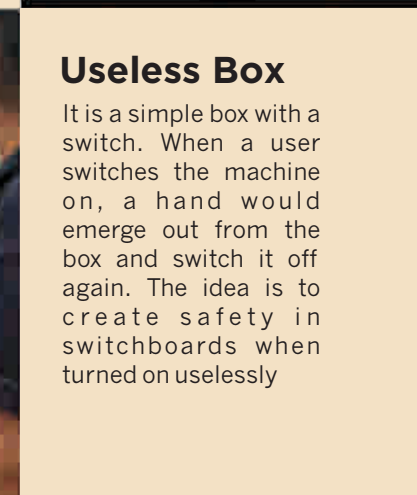 Useless Box
It is a simple box with a
switch. When a user
switches the machine
on, a hand would
emerge out from the
box and switch it off
again. The idea is to
create safety in
switchboards when
turned on uselessly